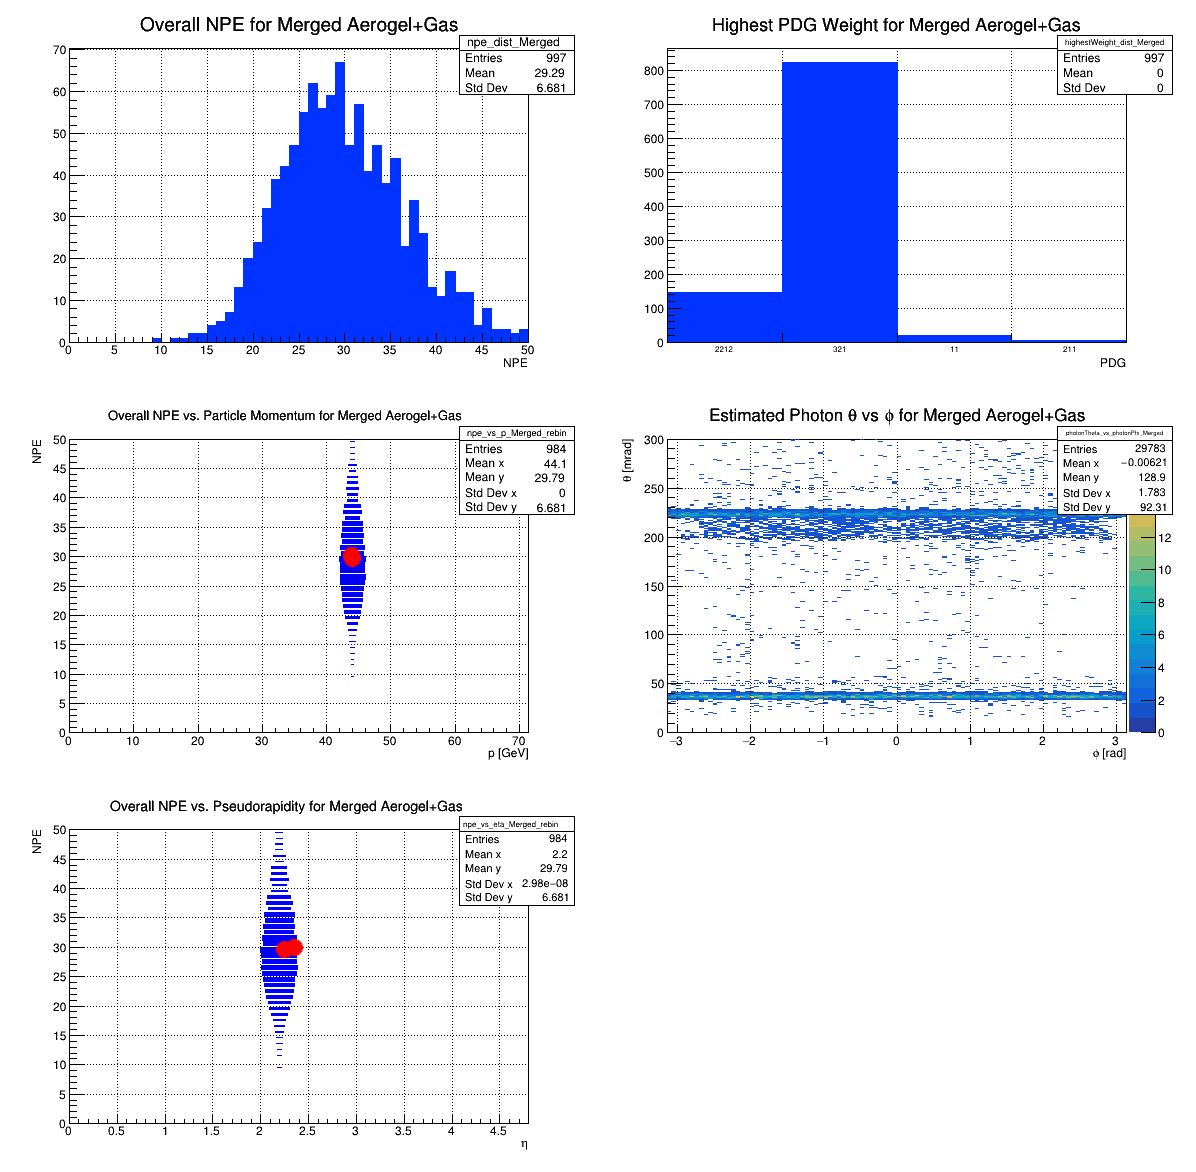 Overall NPE for Merged Aerogel+Gas
npe_dist_Merged
Entries 997
Mean 29.29
Std Dev 6.681
70
60
50
40
30
20
10
0
0 5 10 15 20 25 30 35 40 45 50
NPE
Highest PDG Weight for Merged Aerogel+Gas
highestWeight_dist_Merged
Entries 997
Mean 0
Std Dev 0
800
700
600
500
400
300
200
100
0
2212 321 11 211
PDG
Overall NPE vs. Particle Momentum for Merged Aerogel+Gas
npe_vs_p_Merged_rebin
Entries 984
Mean x 44.1
Mean y 29.79
Std Dev x 0
Std Dev y 6.681
NPE
50
45
40
35
30
25
20
15
10
5
0
0 10 20 30 40 50 60 70
p [GeV]
Estimated Photon θ vs ϕ for Merged Aerogel+Gas
photonTheta_vs_photonPhi_Merged
Entries 29783
Mean x −0.00621
Mean y 128.9
Std Dev x 1.783
Std Dev y 92.31
θ [mrad]
300
250
200
150
100
50
0
−3 −2 −1 0 1 2 3
ϕ [rad]
12
10
8
6
4
2
0
Overall NPE vs. Pseudorapidity for Merged Aerogel+Gas
npe_vs_eta_Merged_rebin
Entries 984
Mean x 2.2
Mean y 29.79
Std Dev x 2.98e−08
Std Dev y 6.681
NPE
50
45
40
35
30
25
20
15
10
5
0
0 0.5 1 1.5 2 2.5 3 3.5 4 4.5
η